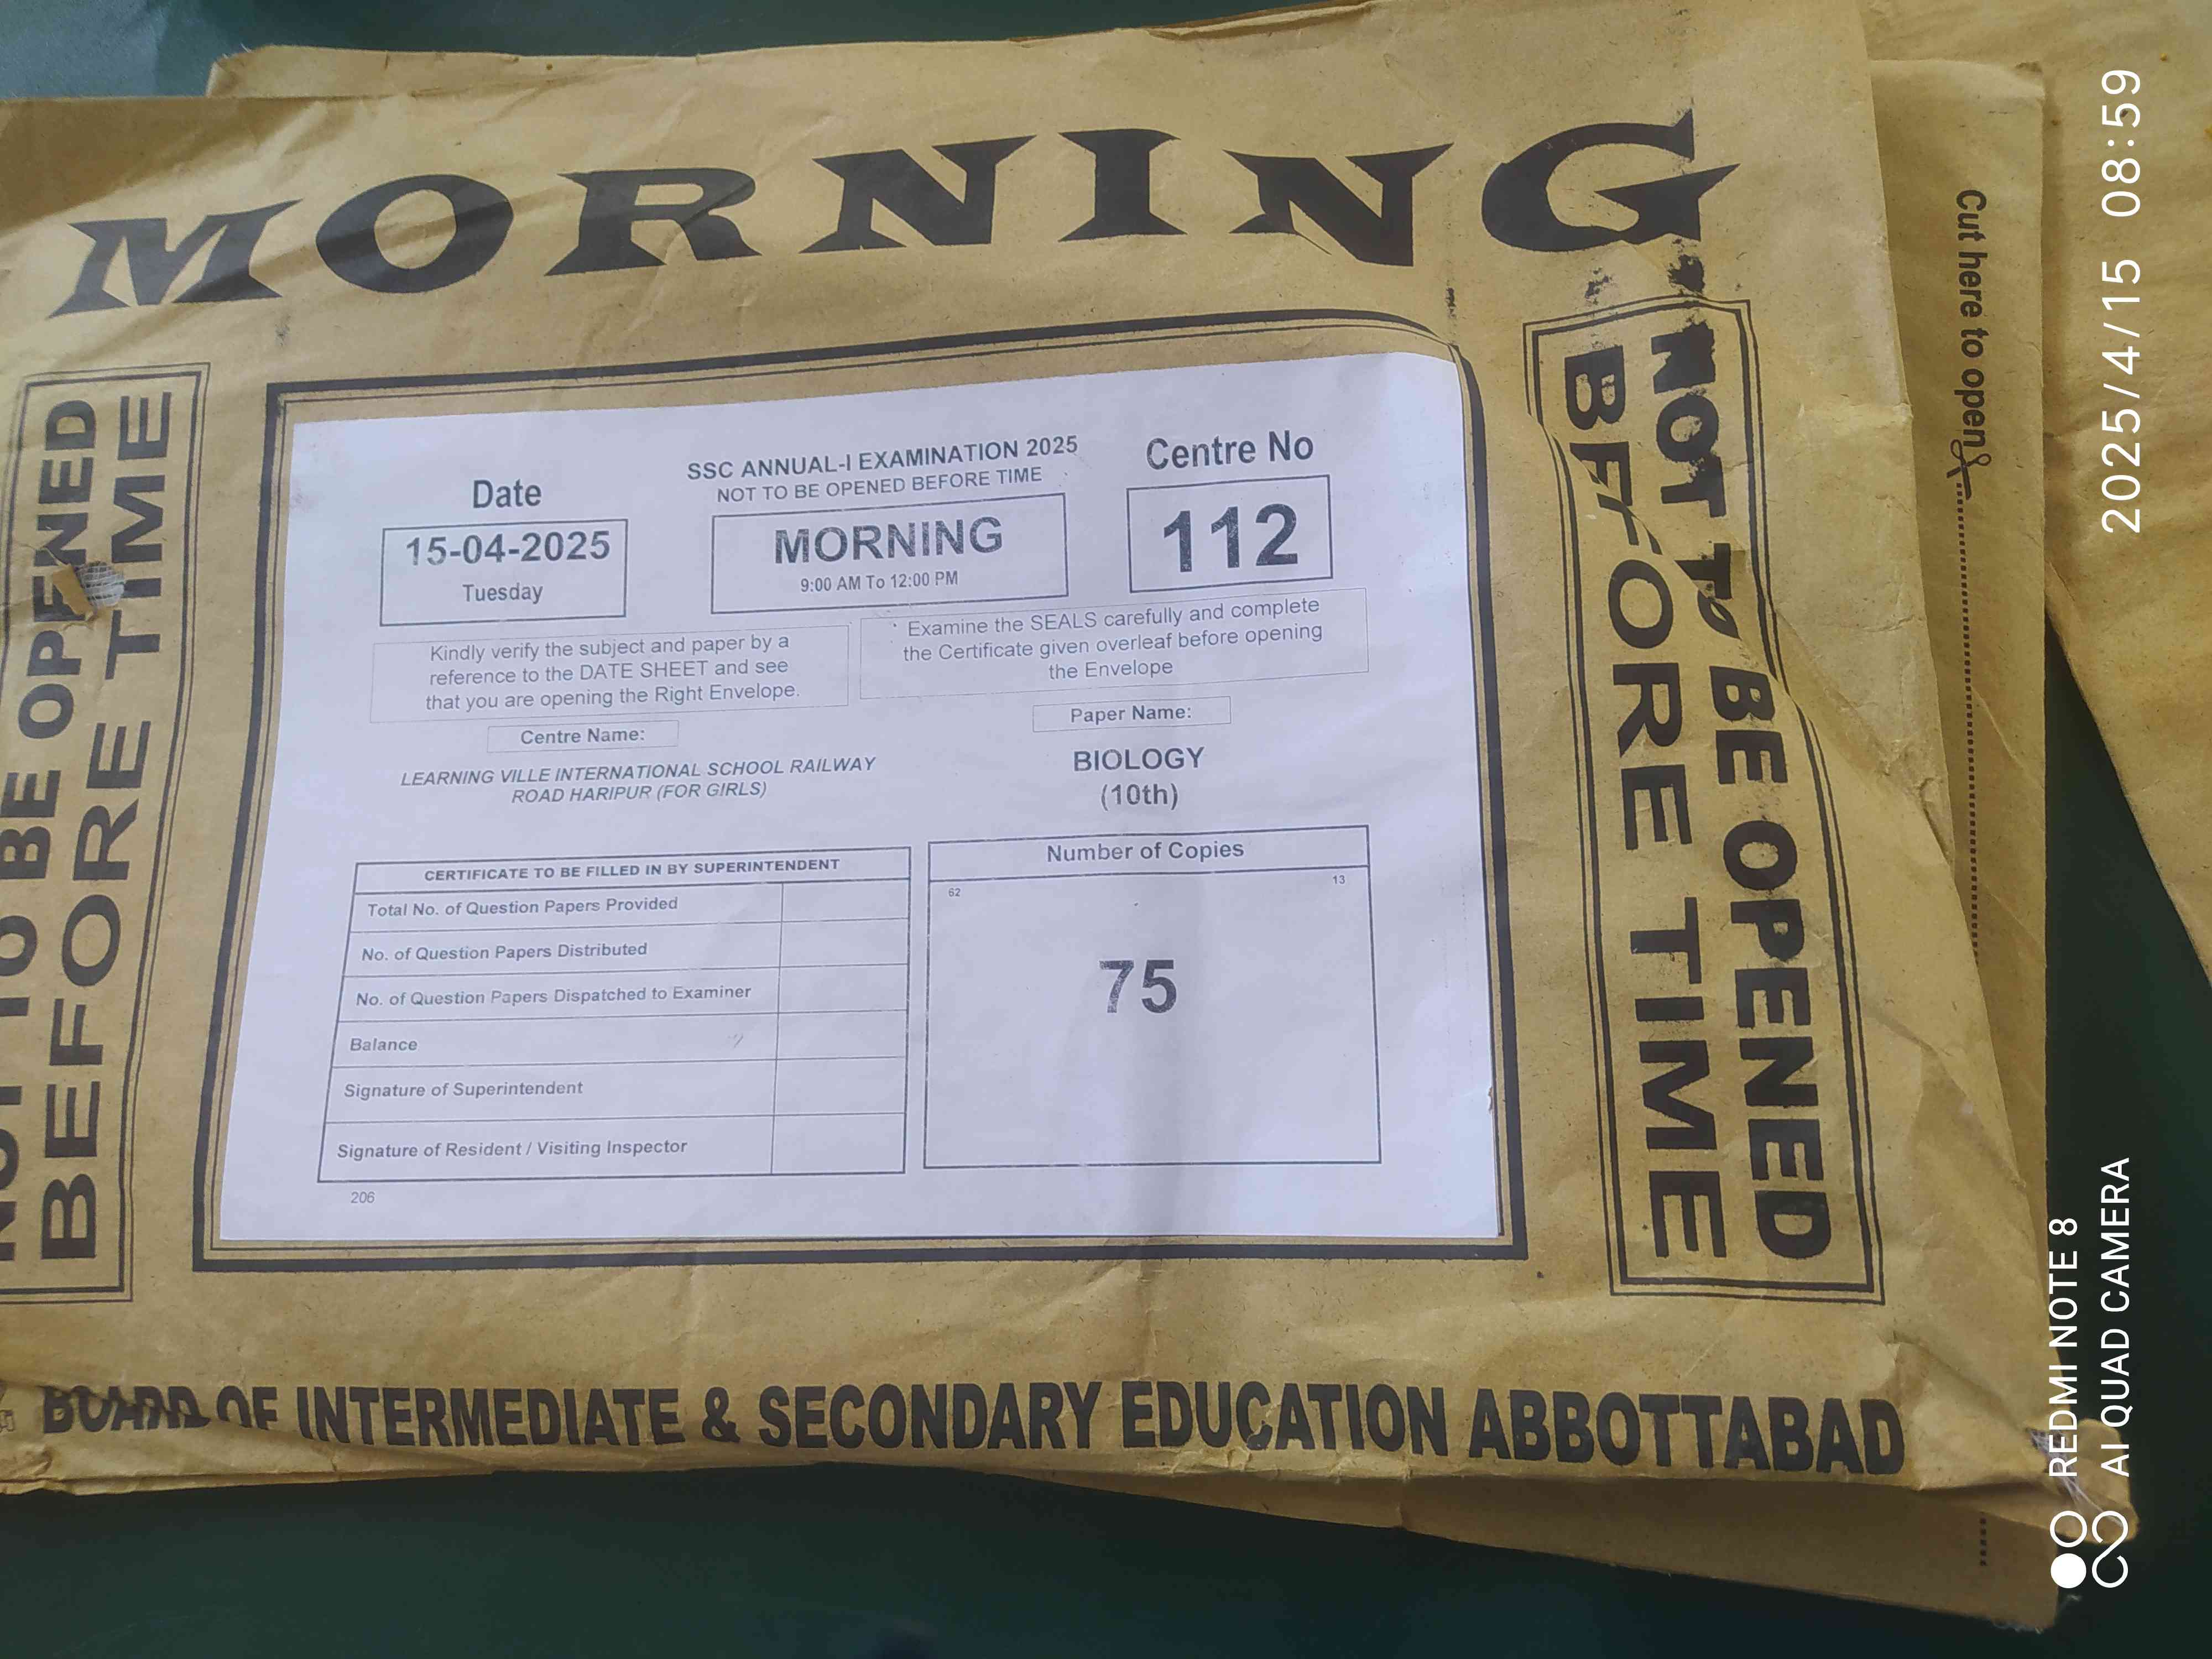 MORNING
NOT TO BE OPENED
BEFORE TIME
SSC ANNUAL-I EXAMINATION 2025
NOT TO BE OPENED BEFORE TIME
Date
15-04-2025
Tuesday
MORNING
9:00 AM To 12:00 PM
Centre No
112
Kindly verify the subject and paper by a
reference to the DATE SHEET and see
that you are opening the Right Envelope.
Examine the SEALS carefully and complete
the Certificate given overleaf before opening
the Envelope
Centre Name:
LEARNING VILLE INTERNATIONAL SCHOOL RAILWAY
ROAD HARIPUR (FOR GIRLS)
Paper Name:
BIOLOGY
(10th)
CERTIFICATE TO BE FILLED IN BY SUPERINTENDENT
Total No. of Question Papers Provided
No. of Question Papers Distributed
No. of Question Papers Dispatched to Examiner
Balance
Signature of Superintendent
Signature of Resident / Visiting Inspector
206
Number of Copies
62 13
75
NOT TO BE OPENED
BEFORE TIME
Cut here to open
BOARD OF INTERMEDIATE & SECONDARY EDUCATION ABBOTTABAD
2025/4/15 08:59
REDMI NOTE 8
AI QUAD CAMERA